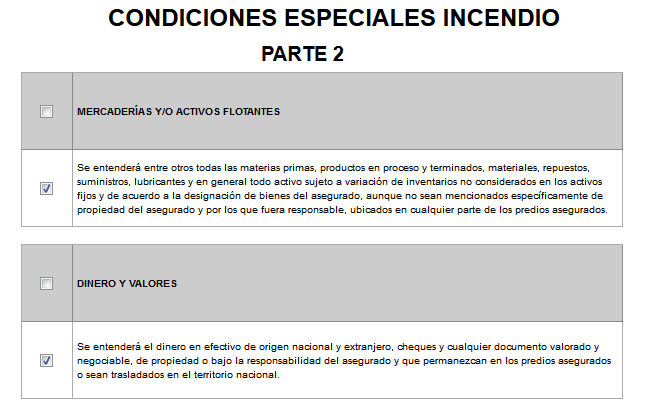 CONDICIONES ESPECIALES INCENDIO
PARTE 2
MERCADERÍAS Y/O ACTIVOS FLOTANTES
Se entenderá entre otros todas las materias primas, productos en proceso y terminados, materiales, repuestos,
suministros, lubricantes y en general todo activo sujeto a variación de inventarios no considerados en los activos
fijos y de acuerdo a la designación de bienes del asegurado, aunque no sean mencionados específicamente de
propiedad del asegurado y por los que fuera responsable, ubicados en cualquier parte de los predios asegurados.
DINERO Y VALORES
Se entenderá el dinero en efectivo de origen nacional y extranjero, cheques y cualquier documento valorado y
negociable, de propiedad o bajo la responsabilidad del asegurado y que permanezcan en los predios asegurados
o sean trasladados en el territorio nacional.